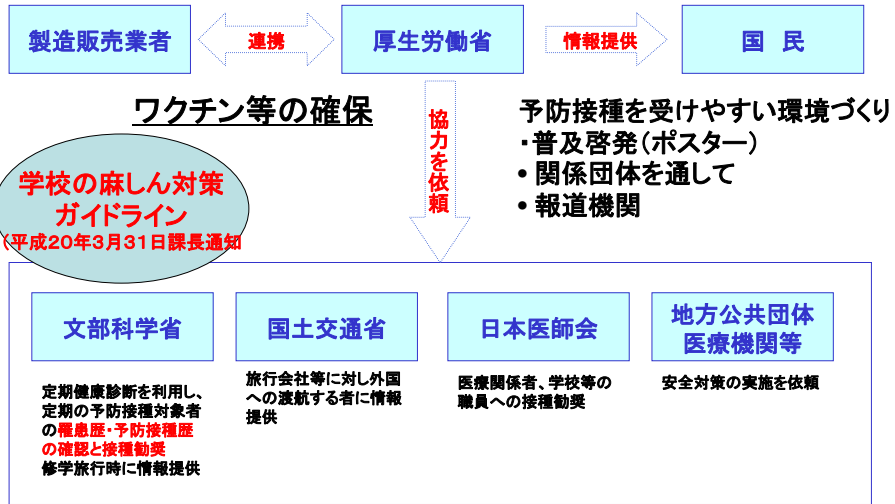 製造販売業者
連携
厚生労働省
情報提供
国 民
ワクチン等の確保
協力を依頼
予防接種を受けやすい環境づくり
・普及啓発(ポスター)
• 関係団体を通して
• 報道機関
学校の麻しん対策
ガイドライン
(平成20年3月31日課長通知
文部科学省
定期健康診断を利用し、
定期の予防接種対象者
の罹患歴・予防接種歴
の確認と接種勧奨
修学旅行時に情報提供
国土交通省
旅行会社等に対し外国
への渡航する者に情報
提供
日本医師会
医療関係者、学校等の
職員への接種勧奨
地方公共団体
医療機関等
安全対策の実施を依頼